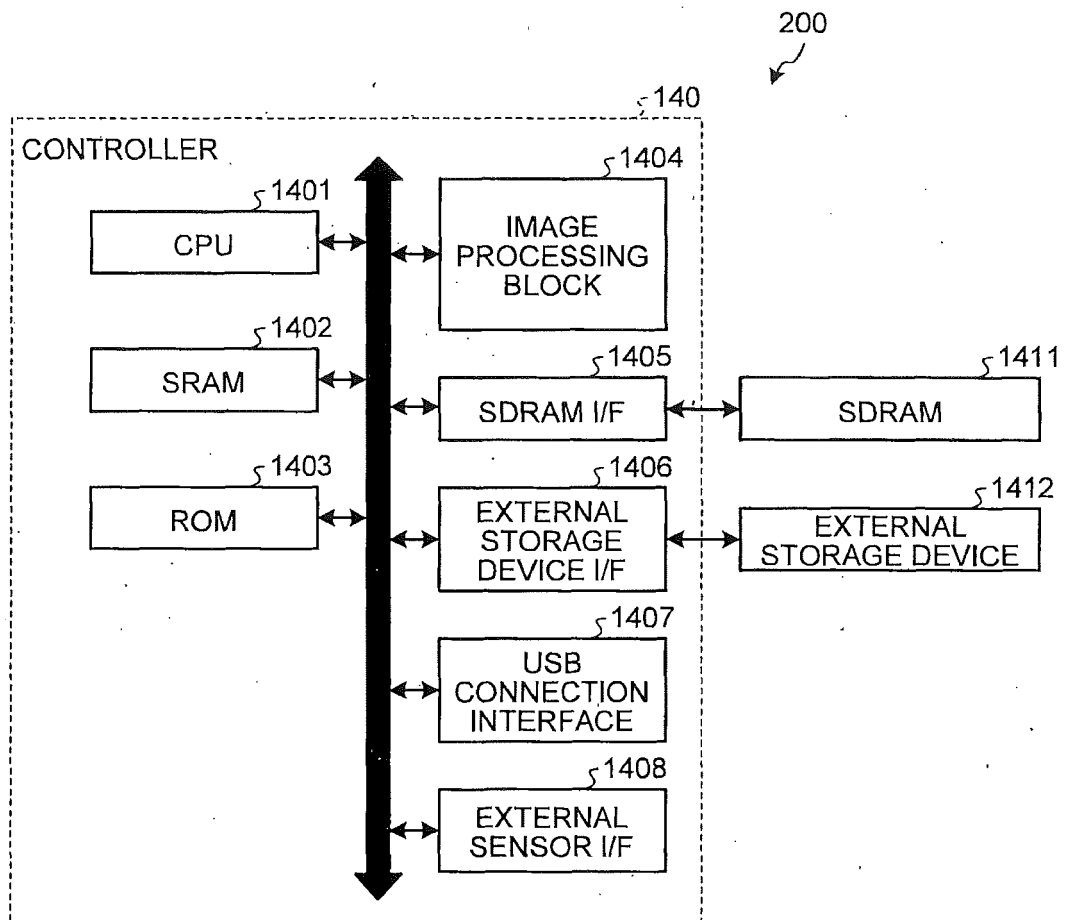 200
140
CONTROLLER
1401
CPU
1402
SRAM
1403
ROM
1404
IMAGE
PROCESSING
BLOCK
1405
SDRAM I/F
1406
EXTERNAL
STORAGE
DEVICE I/F
1407
USB
CONNECTION
INTERFACE
1408
EXTERNAL
SENSOR I/F
1411
SDRAM
1412
EXTERNAL
STORAGE DEVICE